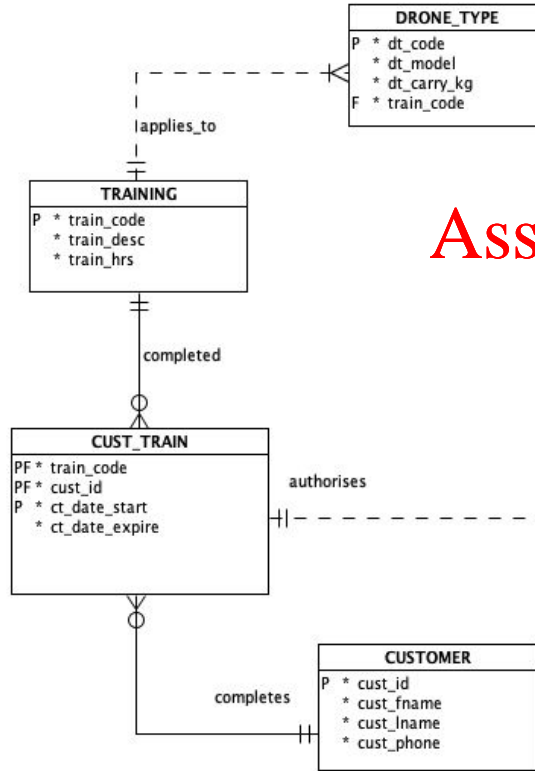 DRONE_TYPE
P * dt_code
* dt_model
* dt_carry_kg
F * train_code
applies_to
TRAINING
P * train_code
* train_desc
* train_hrs
Ass
completed
CUST_TRAIN
PF * train_code
PF * cust_id
P * ct_date_start
* ct_date_expire
authorises
CUSTOMER
P * cust_id
* cust_fname
* cust_lname
* cust_phone
completes